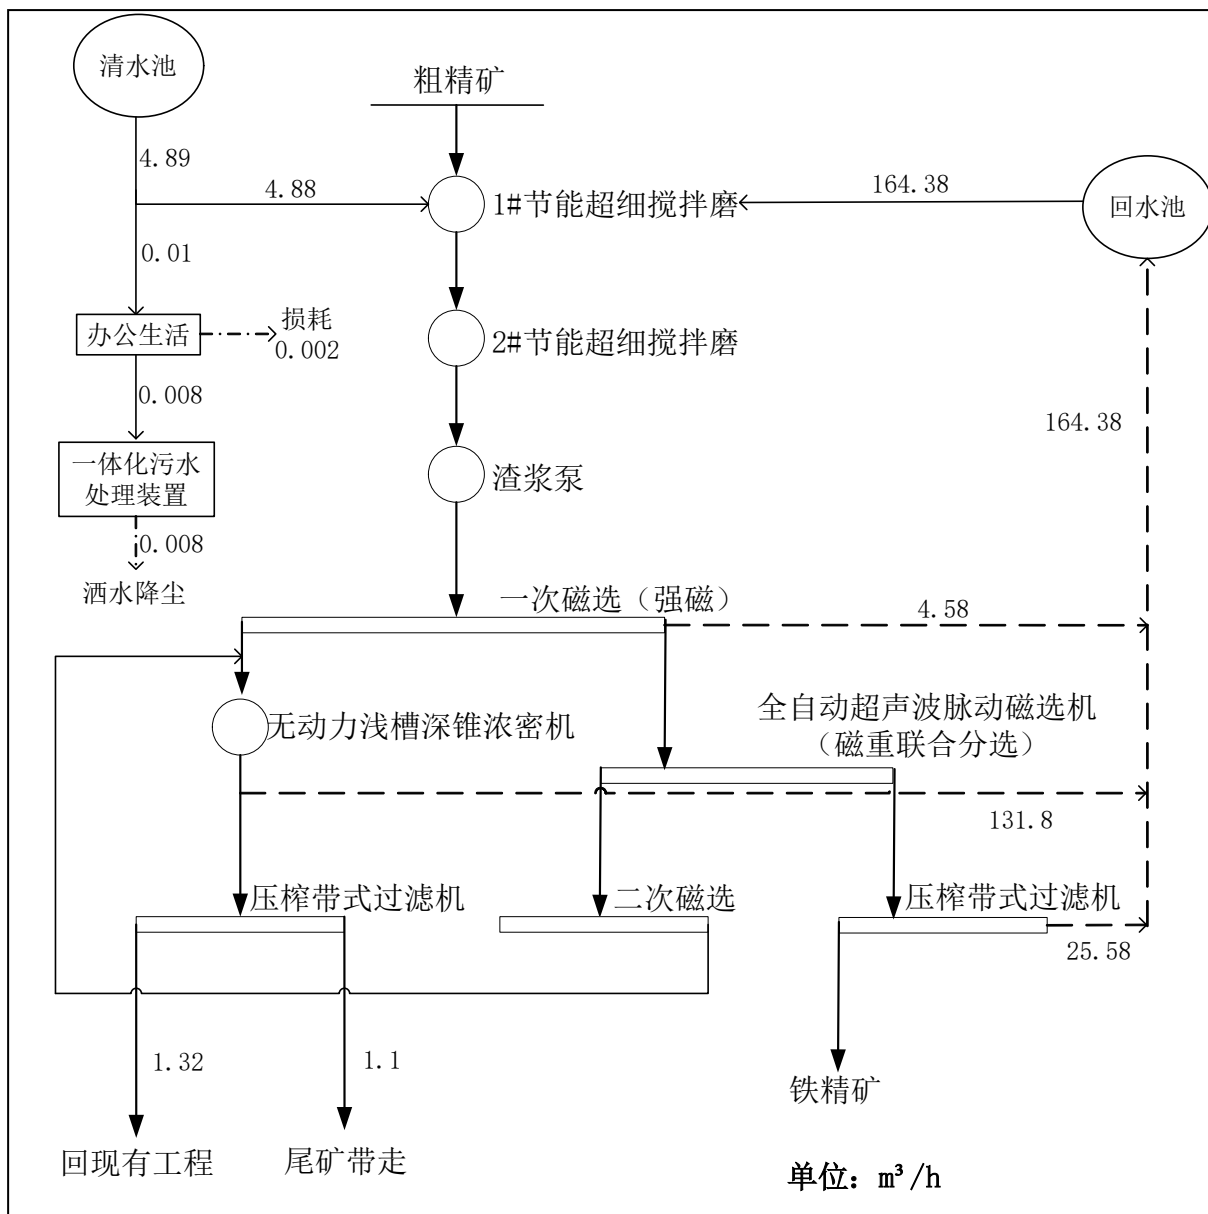 清水池
粗精矿
4.89
4.88
164.38
1#节能超细搅拌磨
回水池
0.01
损耗
0.002
办公生活
2#节能超细搅拌磨
0.008
164.38
一体化污水
处理装置
渣浆泵
0.008
洒水降尘
一次磁选（强磁）
4.58
无动力浅槽深锥浓密机
全自动超声波脉动磁选机
（磁重联合分选）
131.8
压榨带式过滤机
二次磁选
压榨带式过滤机
25.58
1.32
1.1
铁精矿
回现有工程
尾矿带走
单位：m³/h